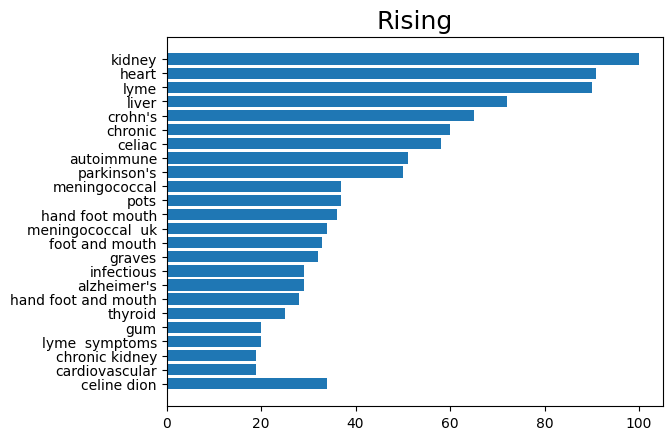 Rising
kidney
heart
lyme
liver
crohn's
chronic
celiac
autoimmune
parkinson's
meningococcal
pots
hand foot mouth
meningococcal  uk
foot and mouth
graves
infectious
alzheimer's
hand foot and mouth
thyroid
gum
lyme  symptoms
chronic kidney
cardiovascular
celine dion
0 20 40 60 80 100